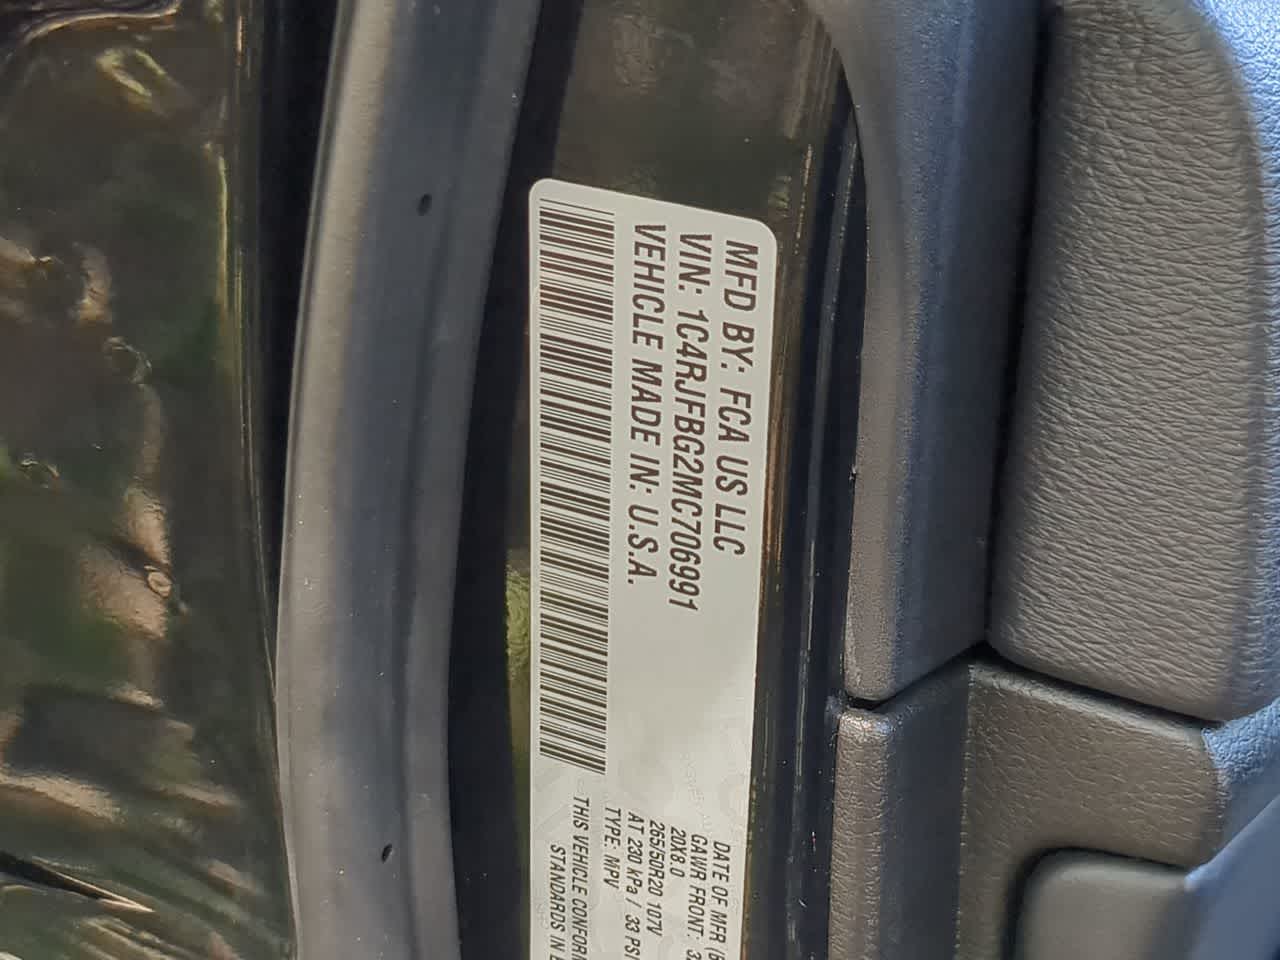 MFD BY: FCA US LLC
VIN: 1C4RJFBG2MC706991
VEHICLE MADE IN: U.S.A.
DATE OF MFR
GAWR FRONT:
20X8.0
265/50R20 107V
AT 230 kPa / 33 PSI
TYPE: MPV
THIS VEHICLE
STANDARDS IN